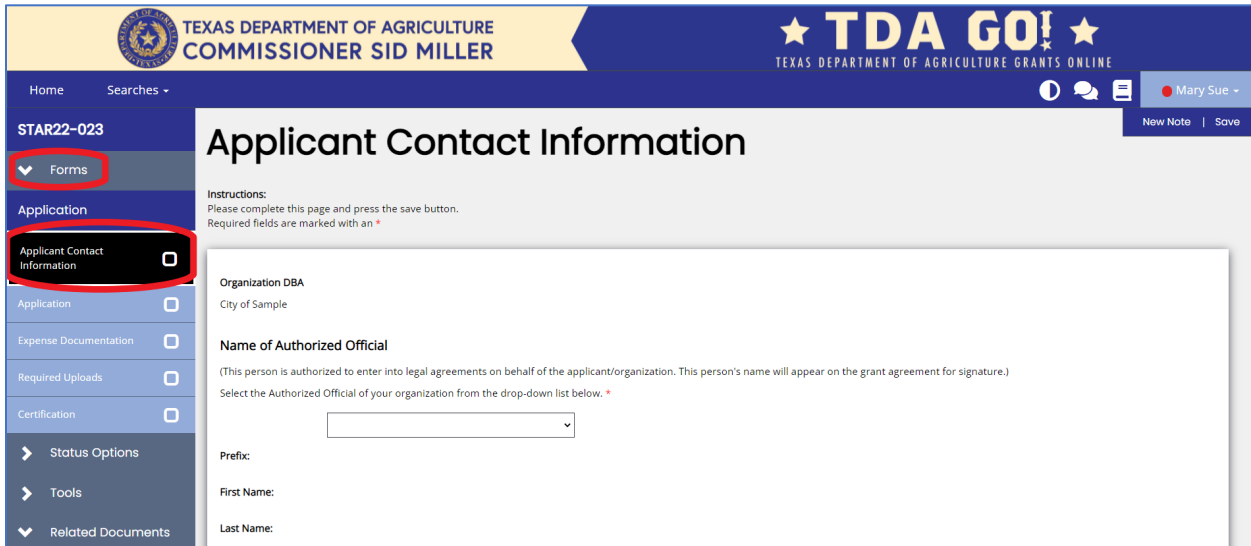 TEXAS DEPARTMENT OF AGRICULTURE
COMMISSIONER SID MILLER
TDA GO!
TEXAS DEPARTMENT OF AGRICULTURE GRANTS ONLINE
Home Searches
Mary Sue
STAR22-023
New Note | Save
Applicant Contact Information
Forms
Instructions:
Please complete this page and press the save button.
Required fields are marked with an *
Application
Applicant Contact
Information
Application
Expense Documentation
Required Uploads
Certification
Status Options
Tools
Related Documents
Organization DBA
City of Sample
Name of Authorized Official
(This person is authorized to enter into legal agreements on behalf of the applicant/organization. This person's name will appear on the grant agreement for signature.)
Select the Authorized Official of your organization from the drop-down list below. *
Prefix:
First Name:
Last Name: